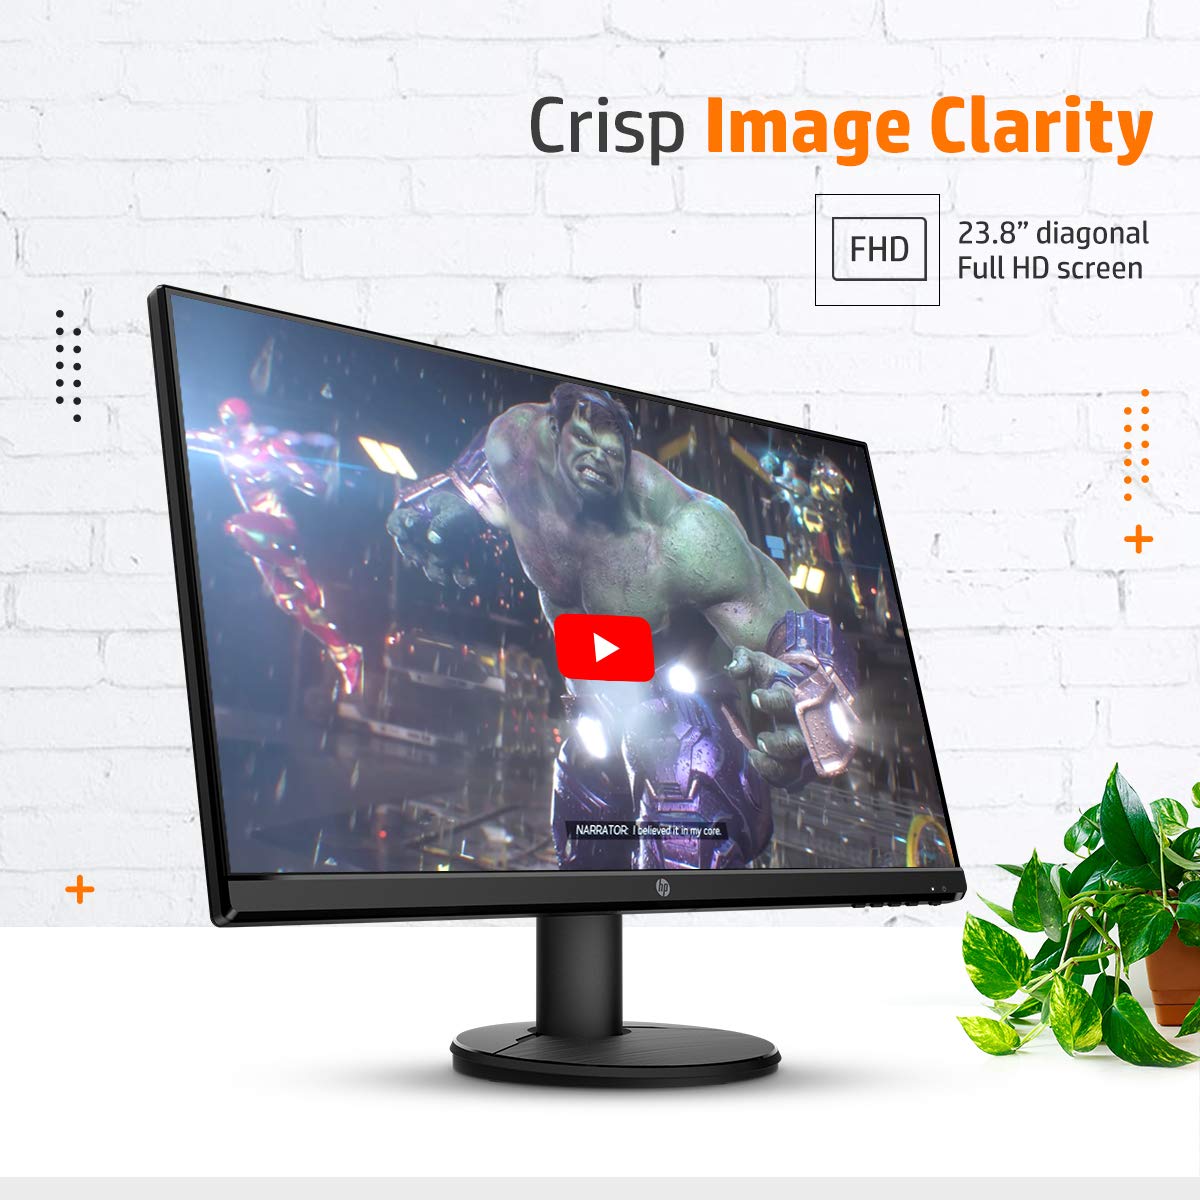 Crisp Image Clarity
FHD
23.8” diagonal
Full HD screen
NARRATOR: I believed it in my core.
hp